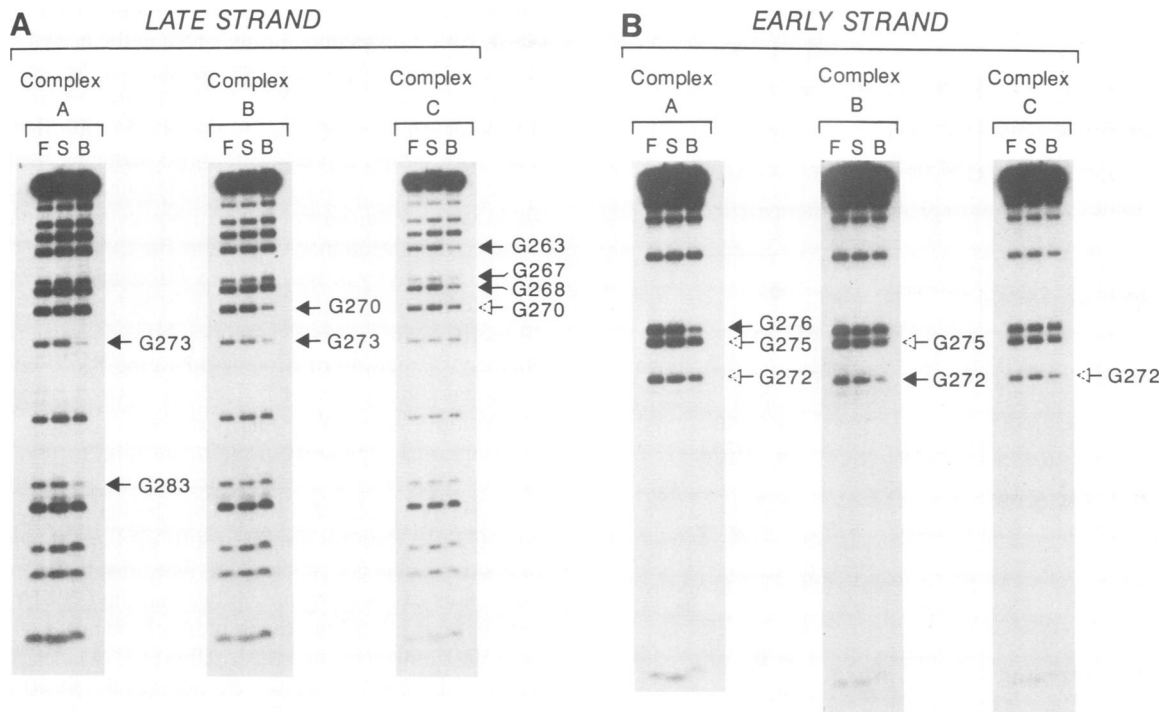 A LATE STRAND
Complex A
Complex B
Complex C
F S B
F S B
F S B
G263
G267
G268
G270
G270
G273
G273
G283
B EARLY STRAND
Complex A
Complex B
Complex C
F S B
F S B
F S B
G276
G275
G275
G272
G272
G272